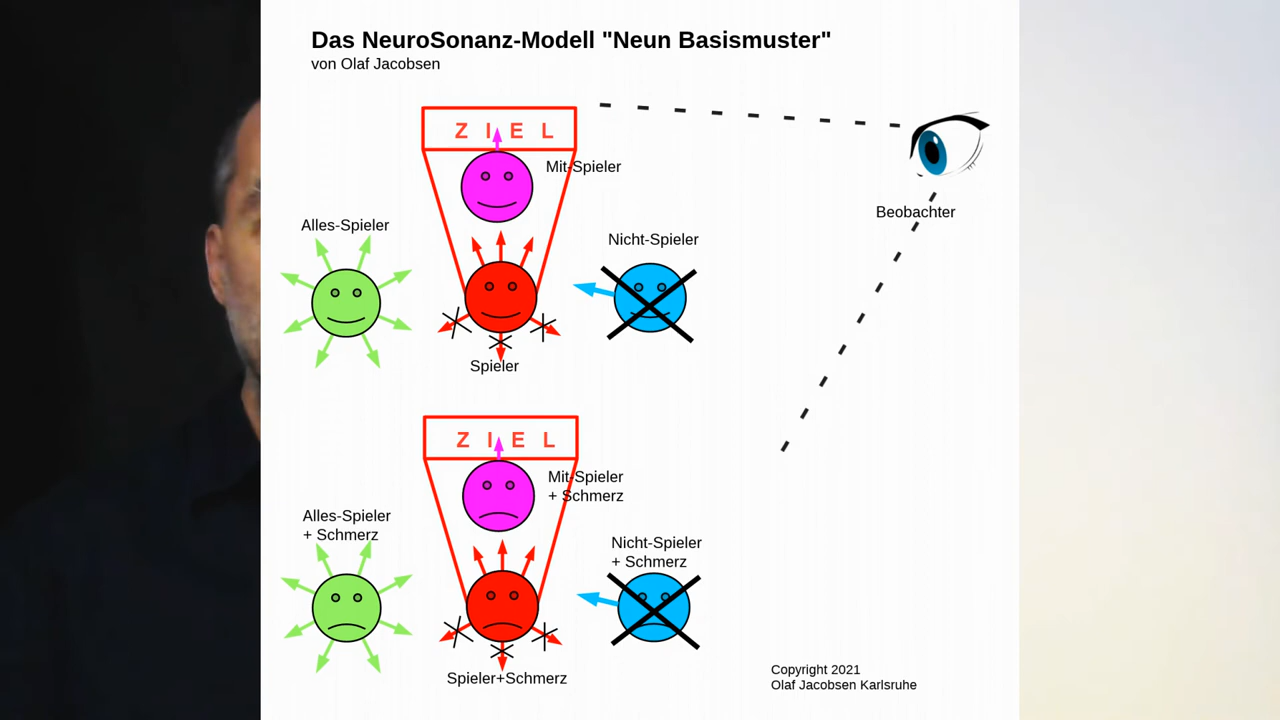 Das NeuroSonanz-Modell "Neun Basismuster"
von Olaf Jacobsen
Z I E L
Mit-Spieler
Alles-Spieler
Nicht-Spieler
Beobachter
Spieler
Z I E L
Mit-Spieler
+ Schmerz
Alles-Spieler
+ Schmerz
Nicht-Spieler
+ Schmerz
Spieler+Schmerz
Copyright 2021
Olaf Jacobsen Karlsruhe